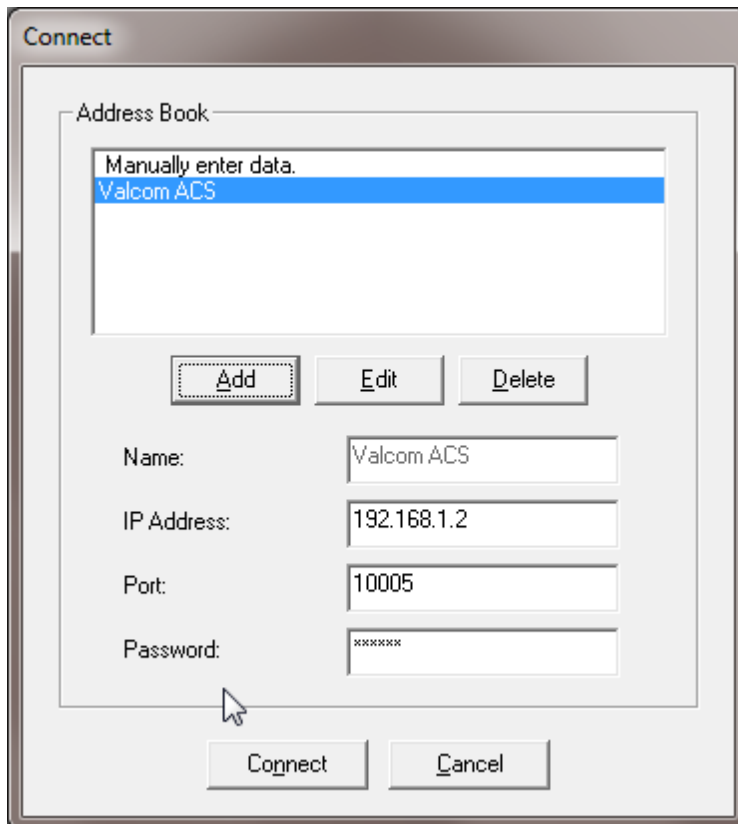 Connect
Address Book
Manually enter data.
Valcom ACS
Add Edit Delete
Name: Valcom ACS
IP Address: 192.168.1.2
Port: 10005
Password: ******
Connect Cancel